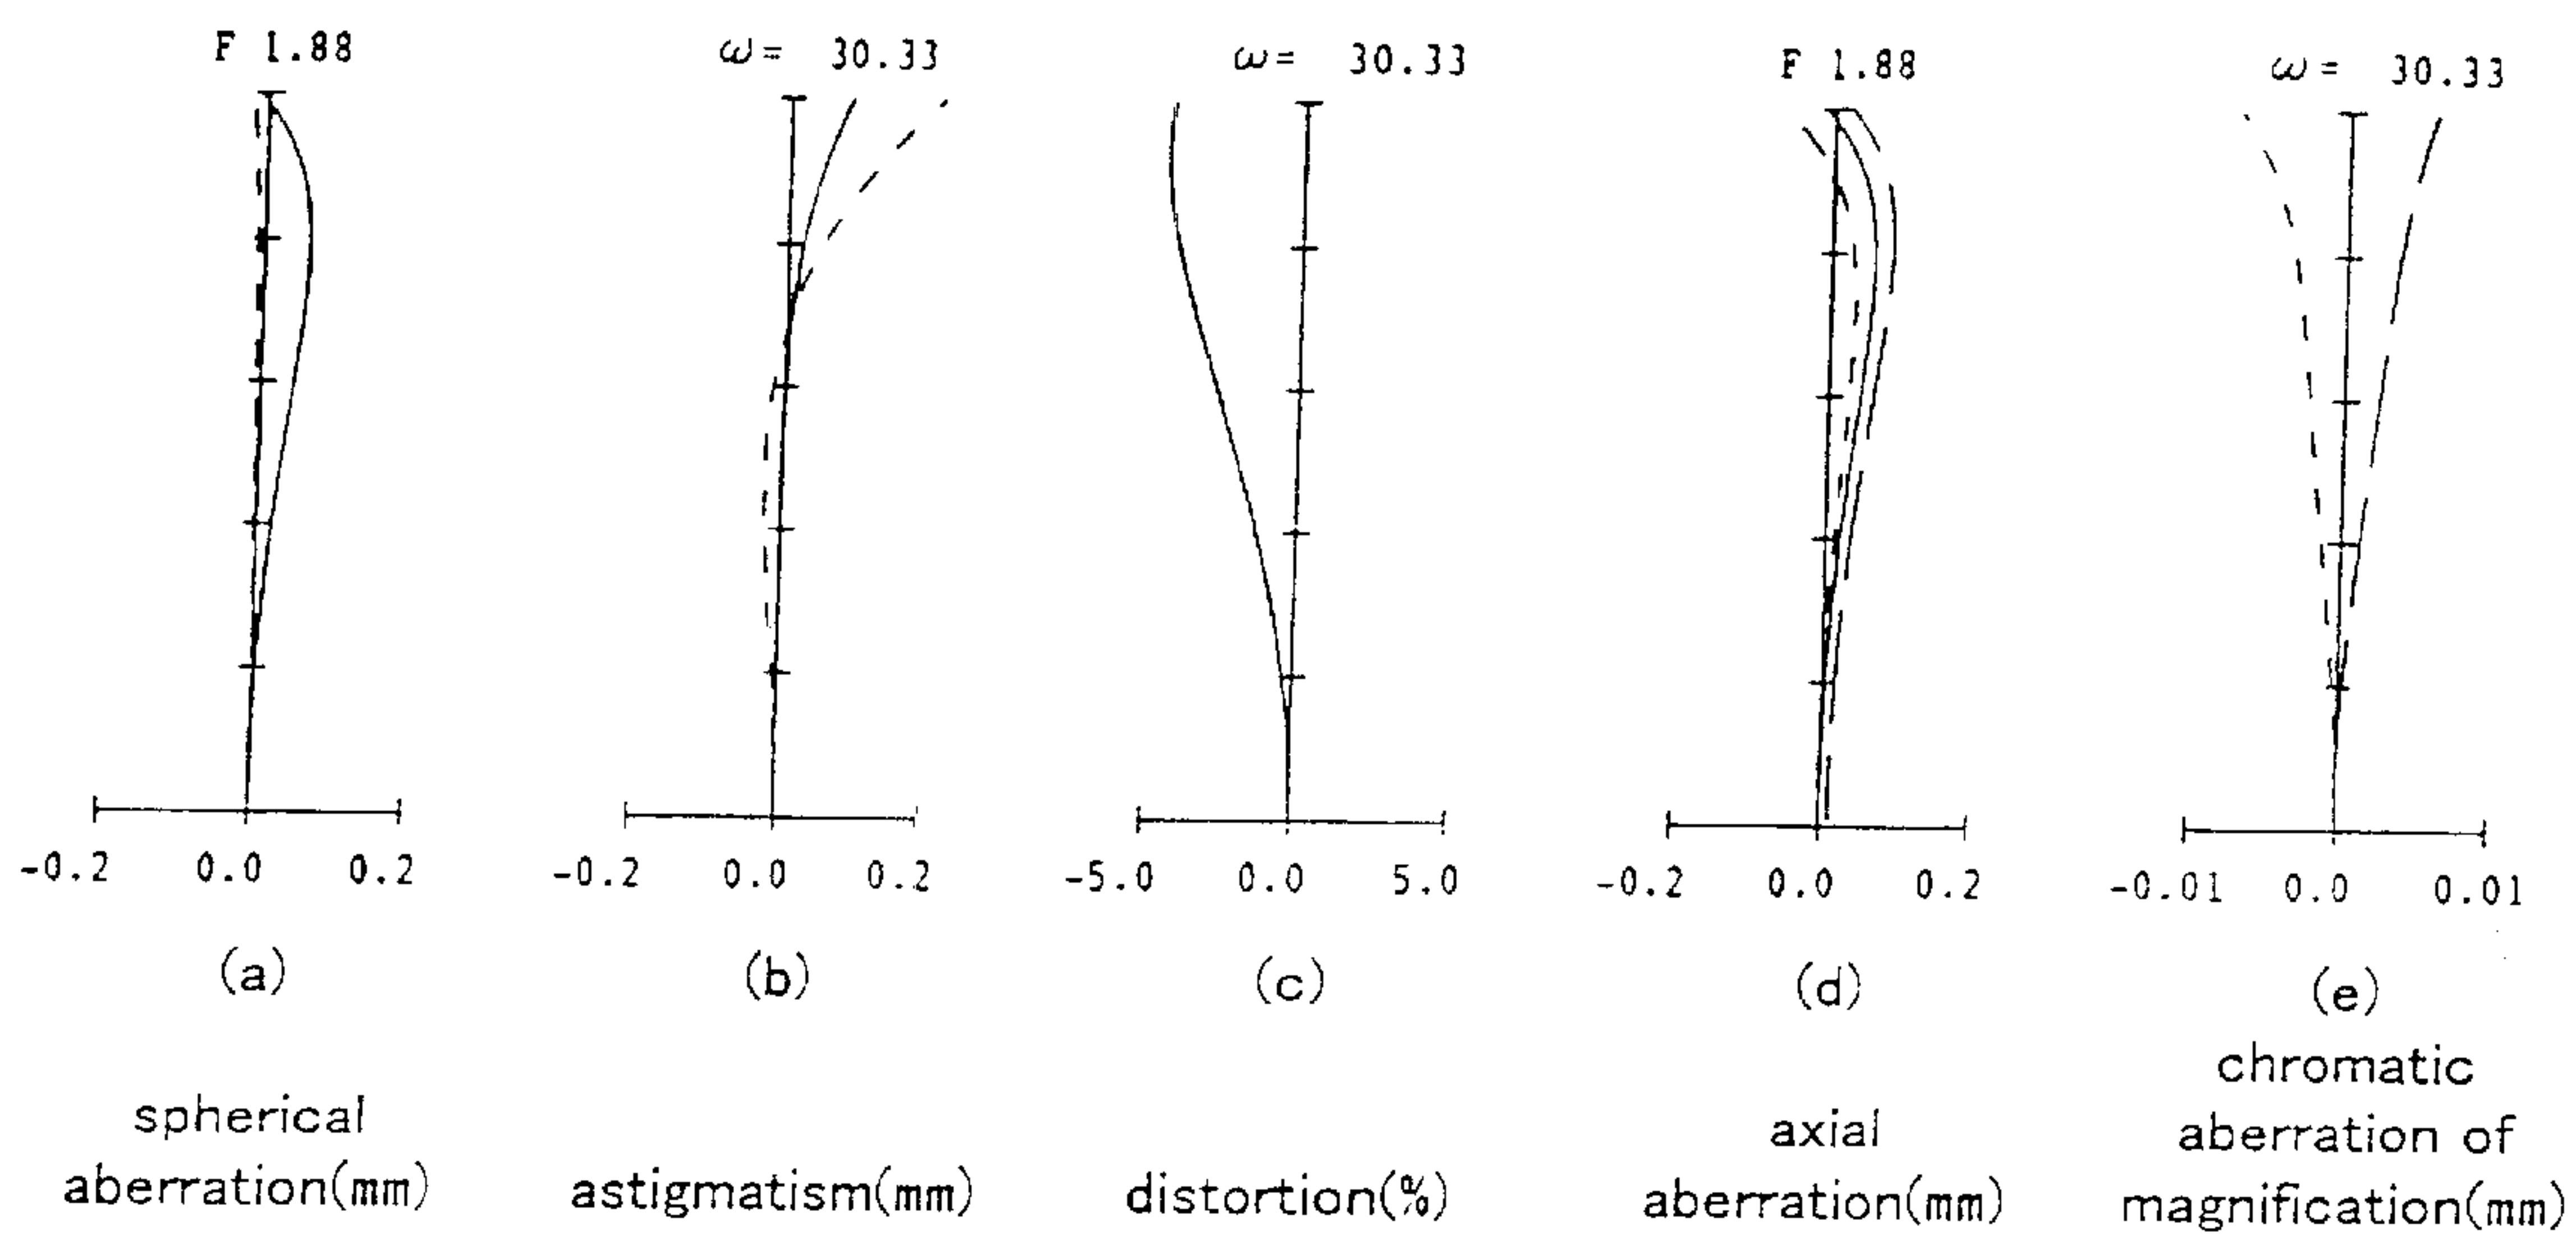 F 1.88
ω= 30.33
ω= 30.33
F 1.88
ω= 30.33
-0.2 0.0 0.2
-0.2 0.0 0.2
-5.0 0.0 5.0
-0.2 0.0 0.2
-0.01 0.0 0.01
(a)
(b)
(c)
(d)
(e)
spherical
aberration(mm)
astigmatism(mm)
distortion(%)
axial
aberration(mm)
chromatic
aberration of
magnification(mm)